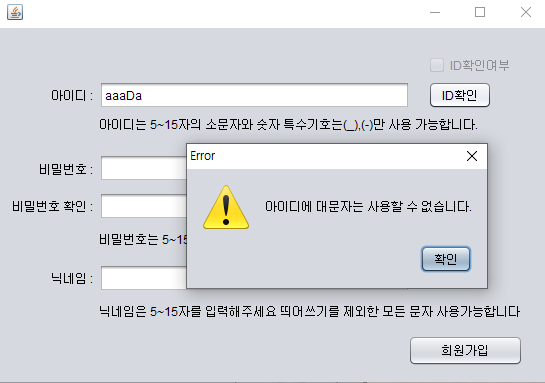 ID확인여부
아이디 : aaaDa ID확인
아이디는 5~15자의 소문자와 숫자 특수기호는(_),(-)만 사용 가능합니다.
Error
비밀번호 :
아이디에 대문자는 사용할 수 없습니다.
비밀번호 확인 :
비밀번호는 5~15
확인
닉네임 :
닉네임은 5~15자를 입력해주세요 띄어쓰기를 제외한 모든 문자 사용가능합니다
회원가입